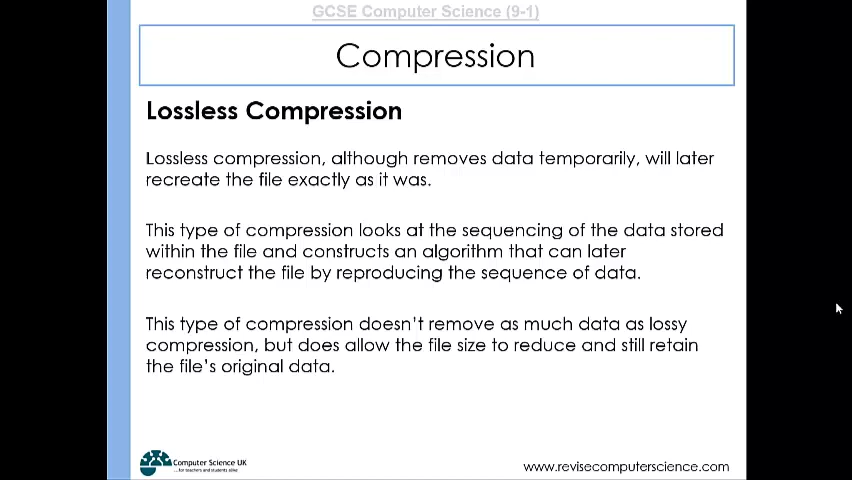 GCSE Computer Science (9-1)
Compression
Lossless Compression
Lossless compression, although removes data temporarily, will later
recreate the file exactly as it was.
This type of compression looks at the sequencing of the data stored
within the file and constructs an algorithm that can later
reconstruct the file by reproducing the sequence of data.
This type of compression doesn't remove as much data as lossy
compression, but does allow the file size to reduce and still retain
the file's original data.
Computer Science UK
...for teachers and students alike
www.revisecomputerscience.com